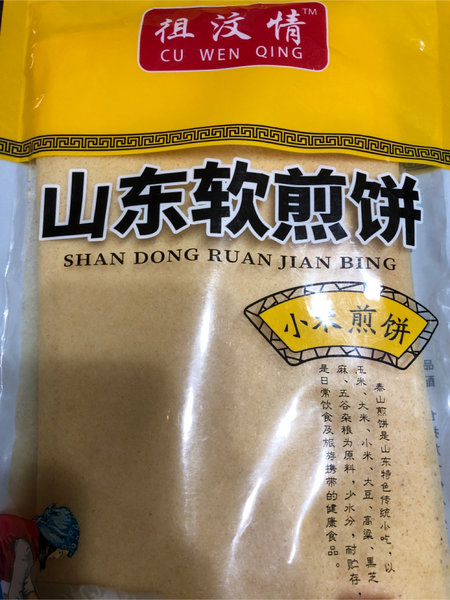 祖汶情™
CU WEN QING
山东软煎饼
SHAN DONG RUAN JIAN BING
小米煎饼
泰山煎饼是山东特色传统小吃，以
玉米、大米、小米、大豆、高粱、黑芝
麻、五谷杂粮为原料，少水分，耐贮存，
是日常饮食及旅游携带的健康食品。